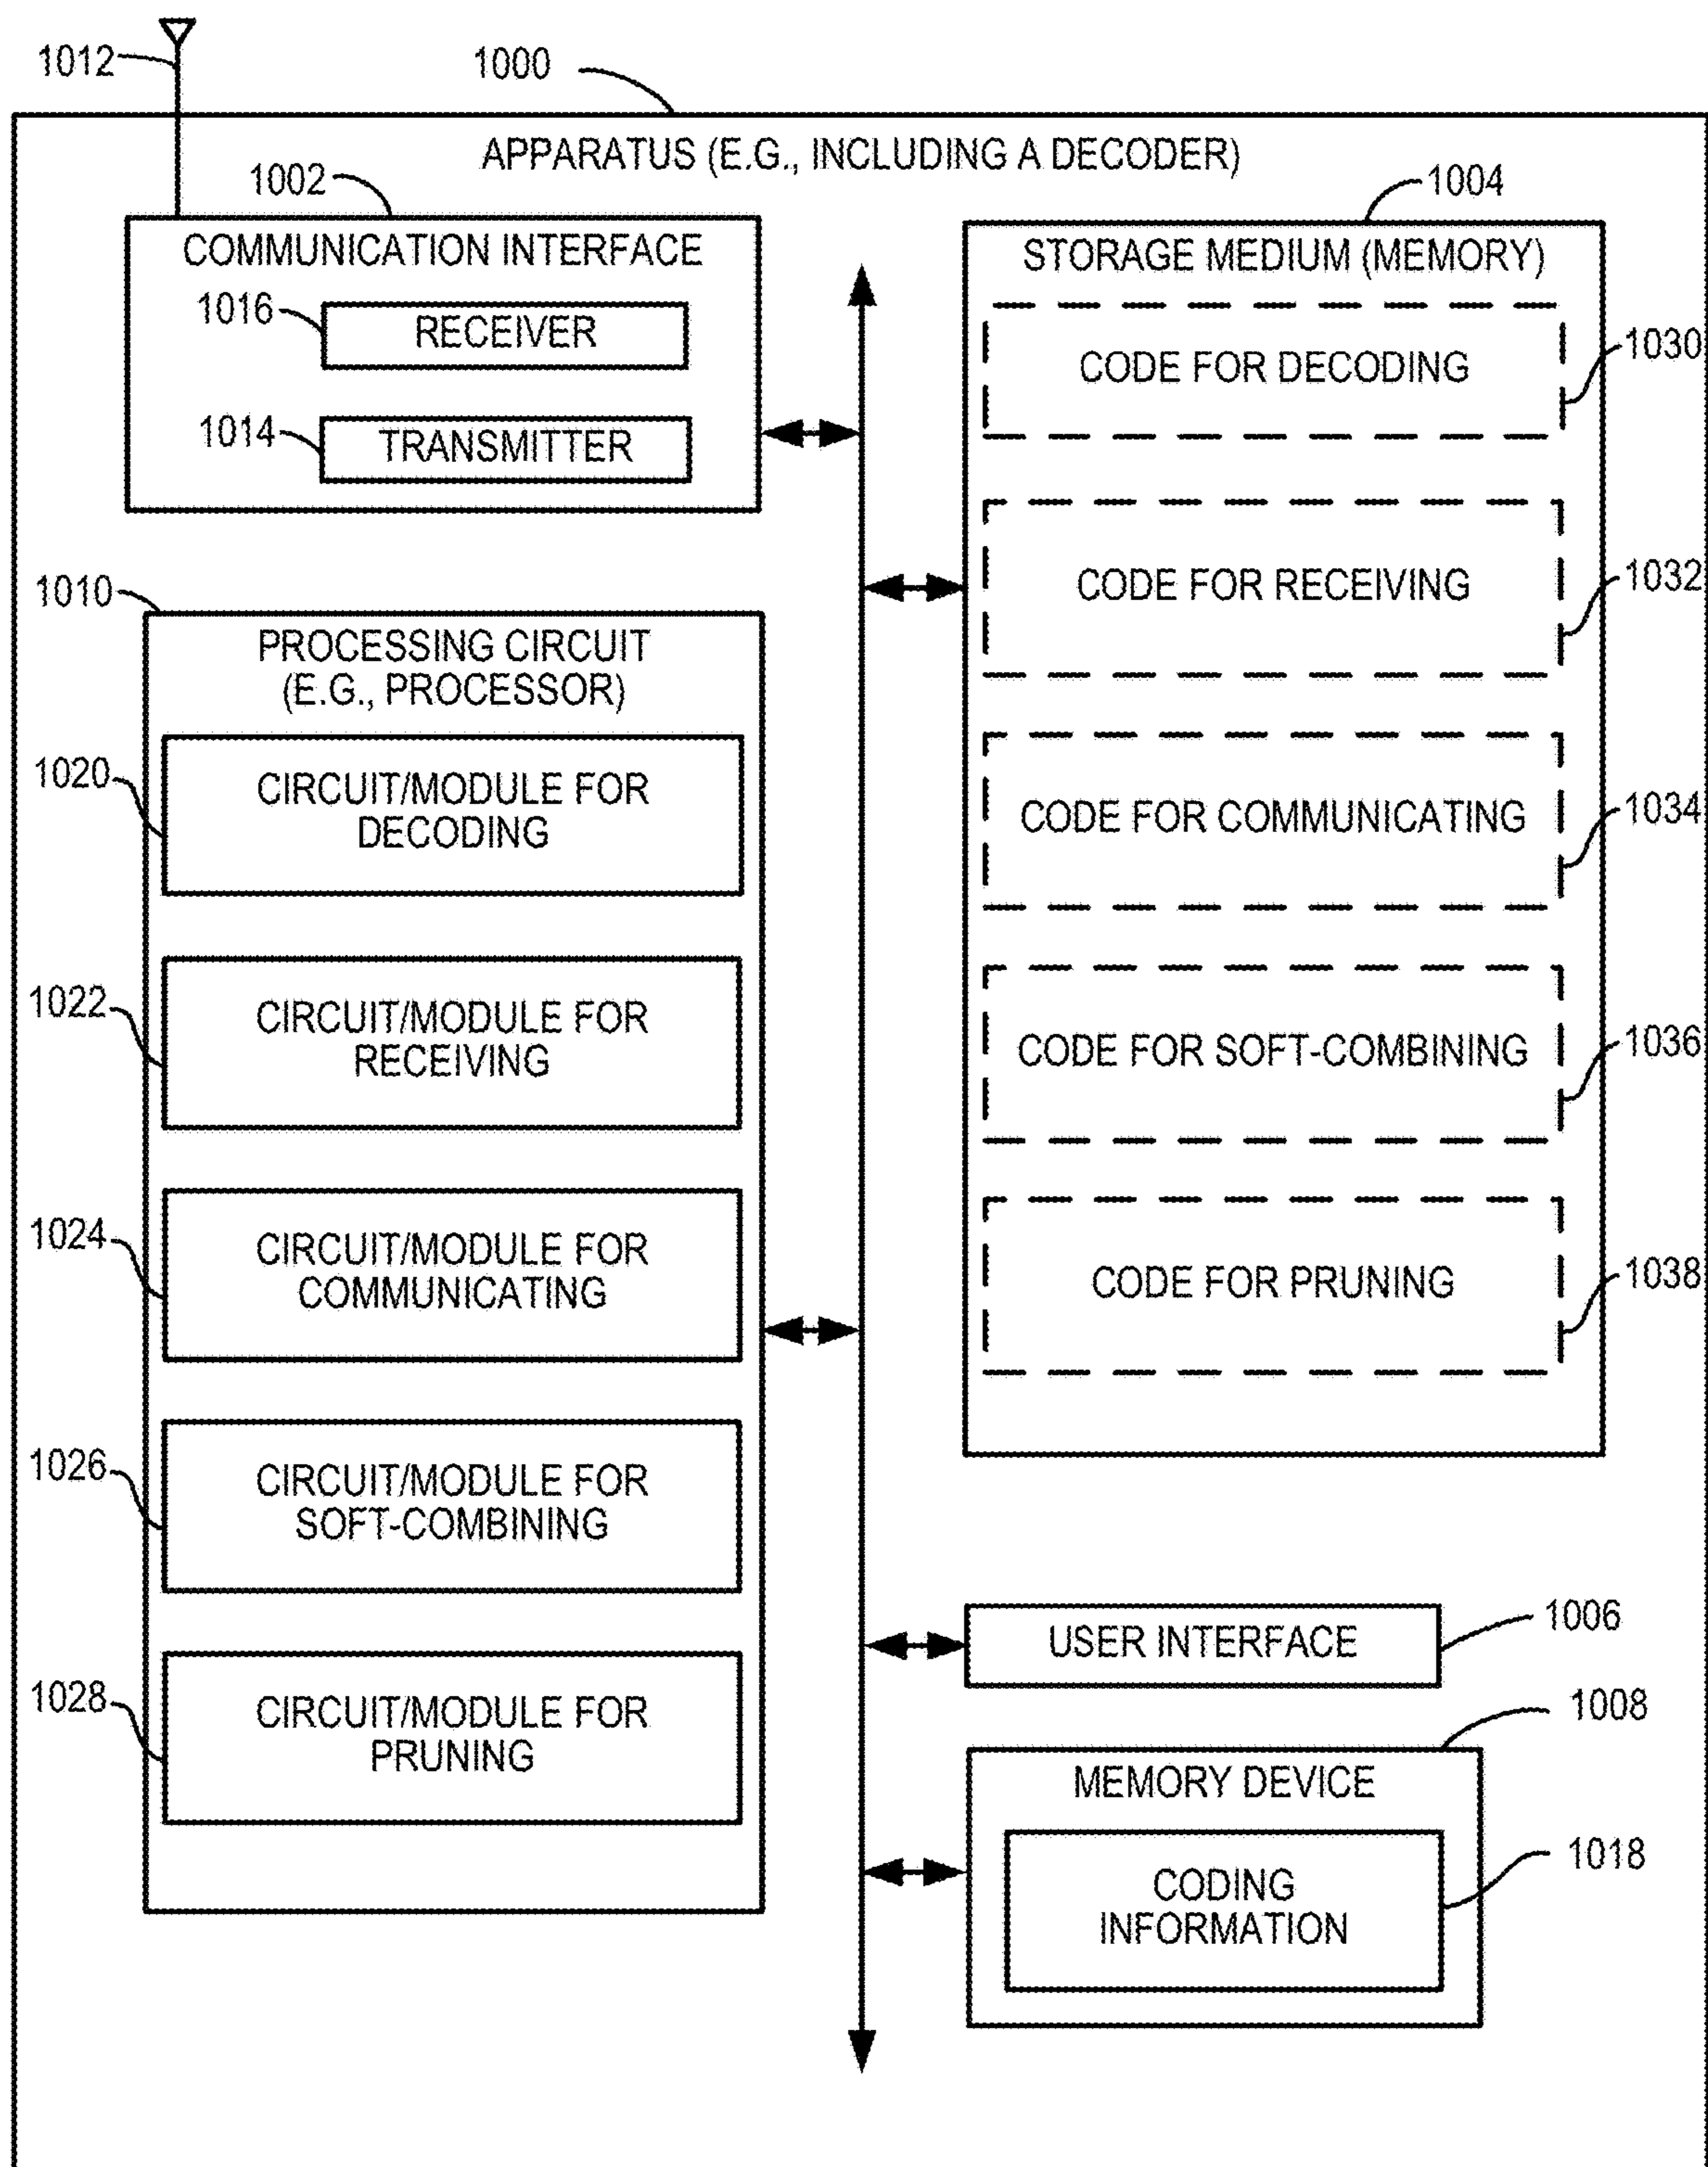 1012
1000
APPARATUS (E.G., INCLUDING A DECODER)
1002
COMMUNICATION INTERFACE
1016
RECEIVER
1014
TRANSMITTER
1010
PROCESSING CIRCUIT
(E.G., PROCESSOR)
1020
CIRCUIT/MODULE FOR
DECODING
1022
CIRCUIT/MODULE FOR
RECEIVING
1024
CIRCUIT/MODULE FOR
COMMUNICATING
1026
CIRCUIT/MODULE FOR
SOFT-COMBINING
1028
CIRCUIT/MODULE FOR
PRUNING
1004
STORAGE MEDIUM (MEMORY)
CODE FOR DECODING
1030
CODE FOR RECEIVING
1032
CODE FOR COMMUNICATING
1034
CODE FOR SOFT-COMBINING
1036
CODE FOR PRUNING
1038
USER INTERFACE
1006
1008
MEMORY DEVICE
CODING
INFORMATION
1018